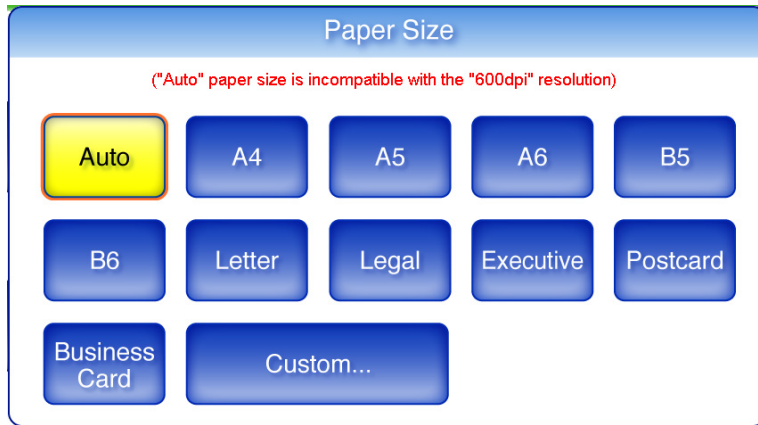 Paper Size
("Auto" paper size is incompatible with the "600dpi" resolution)
Auto A4 A5 A6 B5
B6 Letter Legal Executive Postcard
Business
Card
Custom...